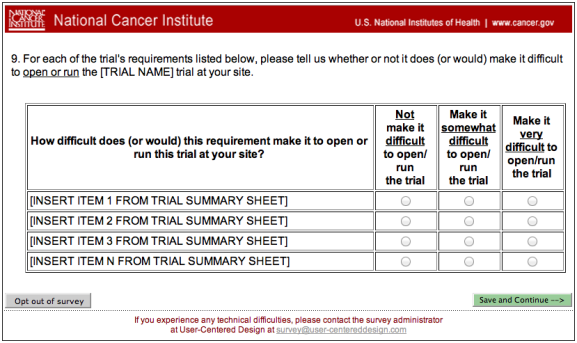 NATIONAL
CANCER
INSTITUTE
National Cancer Institute
U.S. National Institutes of Health | www.cancer.gov
9. For each of the trial's requirements listed below, please tell us whether or not it does (or would) make it difficult
to open or run the [TRIAL NAME] trial at your site.
How difficult does (or would) this requirement make it to open or
run this trial at your site?
Not
make it
difficult
to open/
run
the trial
Make it
somewhat
difficult
to open/
run
the trial
Make it
very
difficult to
open/run
the trial
[INSERT ITEM 1 FROM TRIAL SUMMARY SHEET]
[INSERT ITEM 2 FROM TRIAL SUMMARY SHEET]
[INSERT ITEM 3 FROM TRIAL SUMMARY SHEET]
[INSERT ITEM N FROM TRIAL SUMMARY SHEET]
Opt out of survey
Save and Continue -->
If you experience any technical difficulties, please contact the survey administrator
at User-Centered Design at survey@user-centereddesign.com